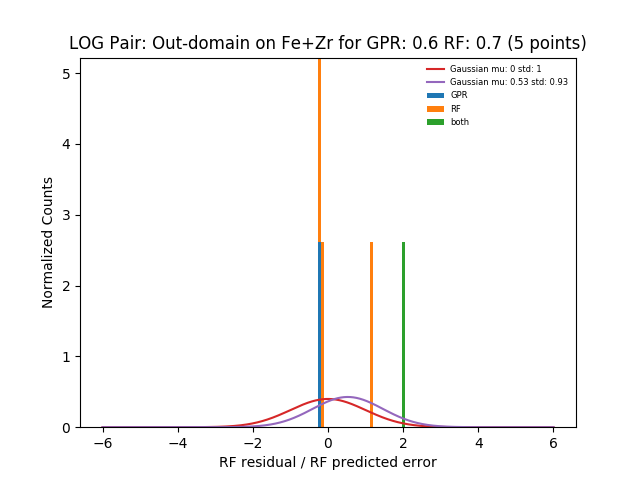 LOG Pair: Out-domain on Fe+Zr for GPR: 0.6 RF: 0.7 (5 points)
Gaussian mu: 0 std: 1
Gaussian mu: 0.53 std: 0.93
GPR
RF
both
Normalized Counts
5
4
3
2
1
0
−6
−4
−2
0
2
4
6
RF residual / RF predicted error